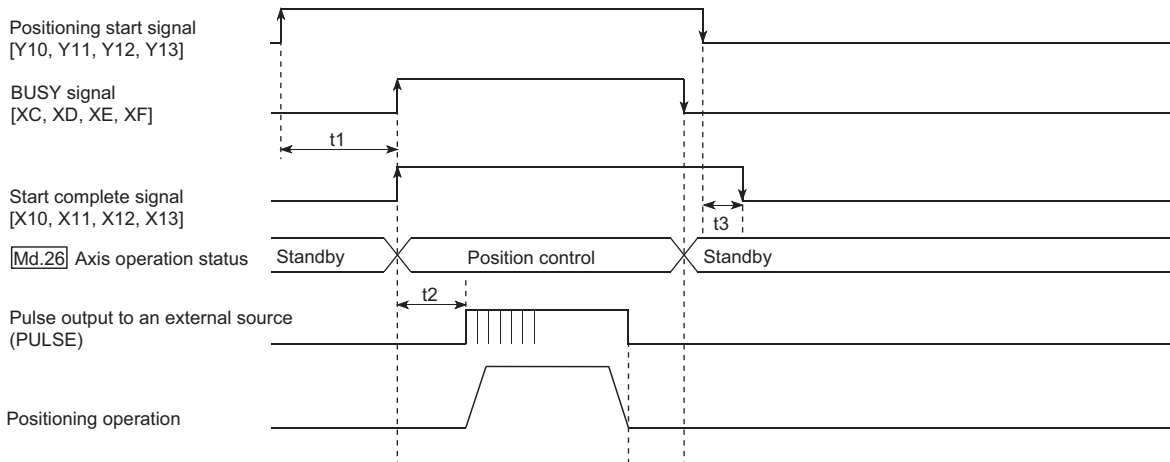 Positioning start signal
[Y10, Y11, Y12, Y13]
BUSY signal
[XC, XD, XE, XF]
t1
Start complete signal
[X10, X11, X12, X13]
t3
Md.26 Axis operation status
Standby
Position control
Standby
t2
Pulse output to an external source
(PULSE)
Positioning operation